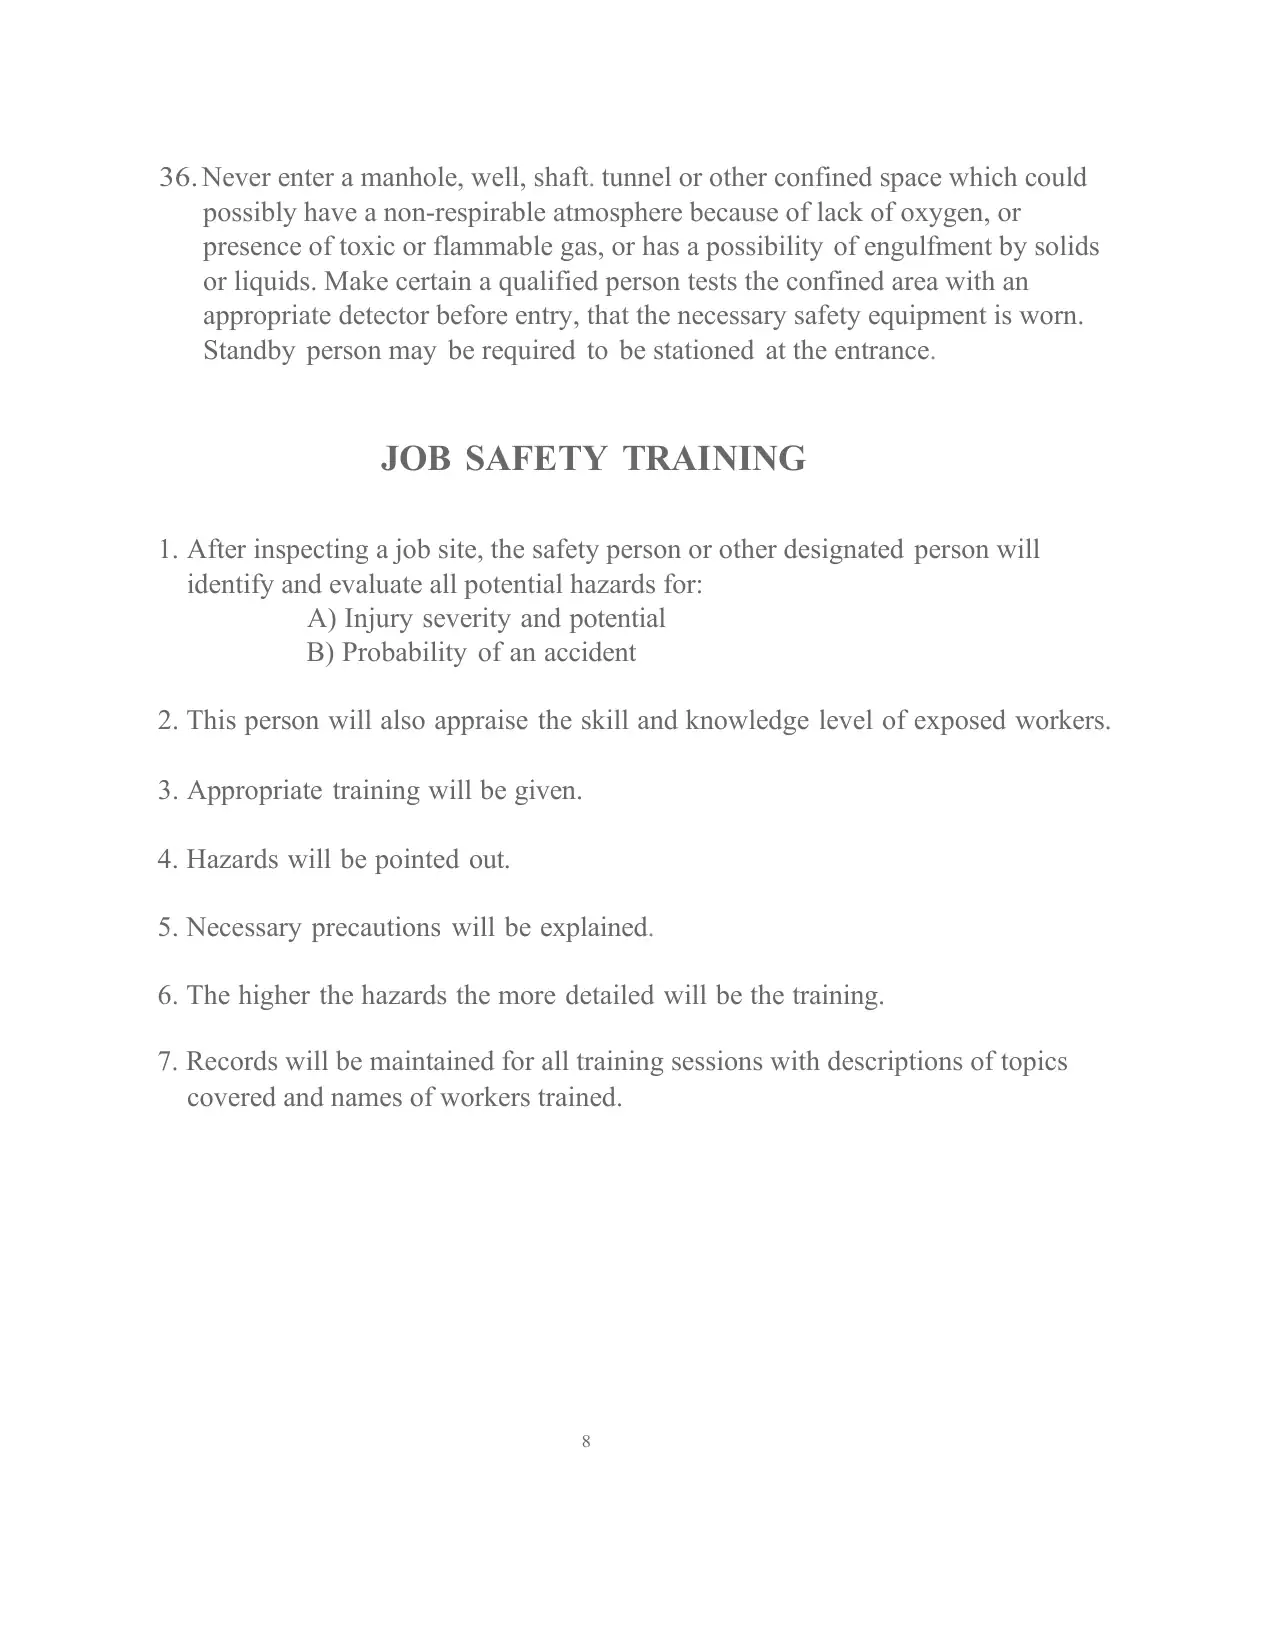 36. Never enter a manhole, well, shaft. tunnel or other confined space which could
possibly have a non-respirable atmosphere because of lack of oxygen, or
presence of toxic or flammable gas, or has a possibility of engulfment by solids
or liquids. Make certain a qualified person tests the confined area with an
appropriate detector before entry, that the necessary safety equipment is worn.
Standby person may be required to be stationed at the entrance.
JOB SAFETY TRAINING
1. After inspecting a job site, the safety person or other designated person will
identify and evaluate all potential hazards for:
A) Injury severity and potential
B) Probability of an accident
2. This person will also appraise the skill and knowledge level of exposed workers.
3. Appropriate training will be given.
4. Hazards will be pointed out.
5. Necessary precautions will be explained.
6. The higher the hazards the more detailed will be the training.
7. Records will be maintained for all training sessions with descriptions of topics
covered and names of workers trained.
8